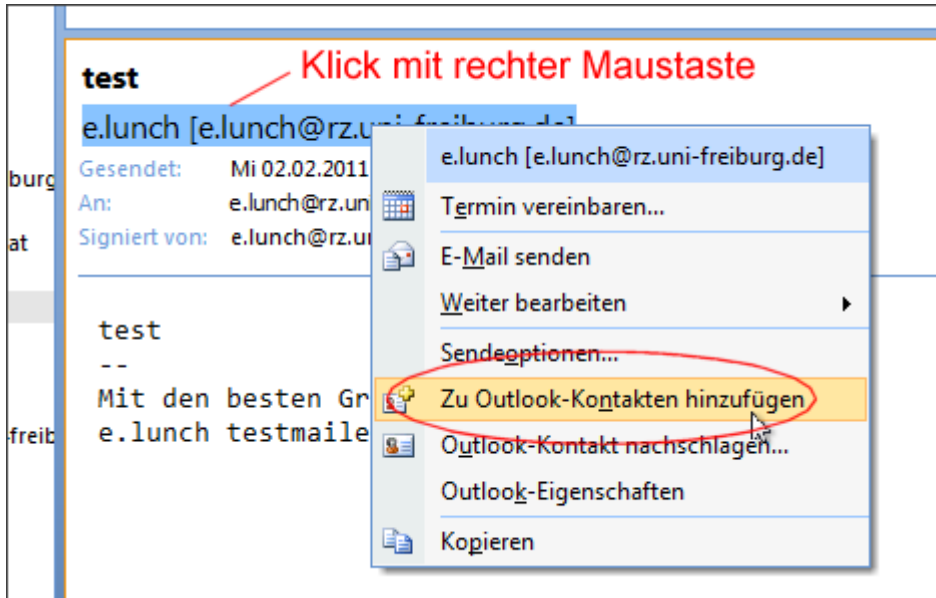 Klick mit rechter Maustaste
test
e.lunch [e.lunch@rz.uni-freiburg.de]
Gesendet: Mi 02.02.2011
An: e.lunch@rz.uni
Signiert von: e.lunch@rz.u
burg
at
-freib
test
--
Mit den besten Gr
e.lunch testmaile
e.lunch [e.lunch@rz.uni-freiburg.de]
Termin vereinbaren...
E-Mail senden
Weiter bearbeiten
Sendeoptionen...
Zu Outlook-Kontakten hinzufügen
Outlook-Kontakt nachschlagen...
Outlook-Eigenschaften
Kopieren